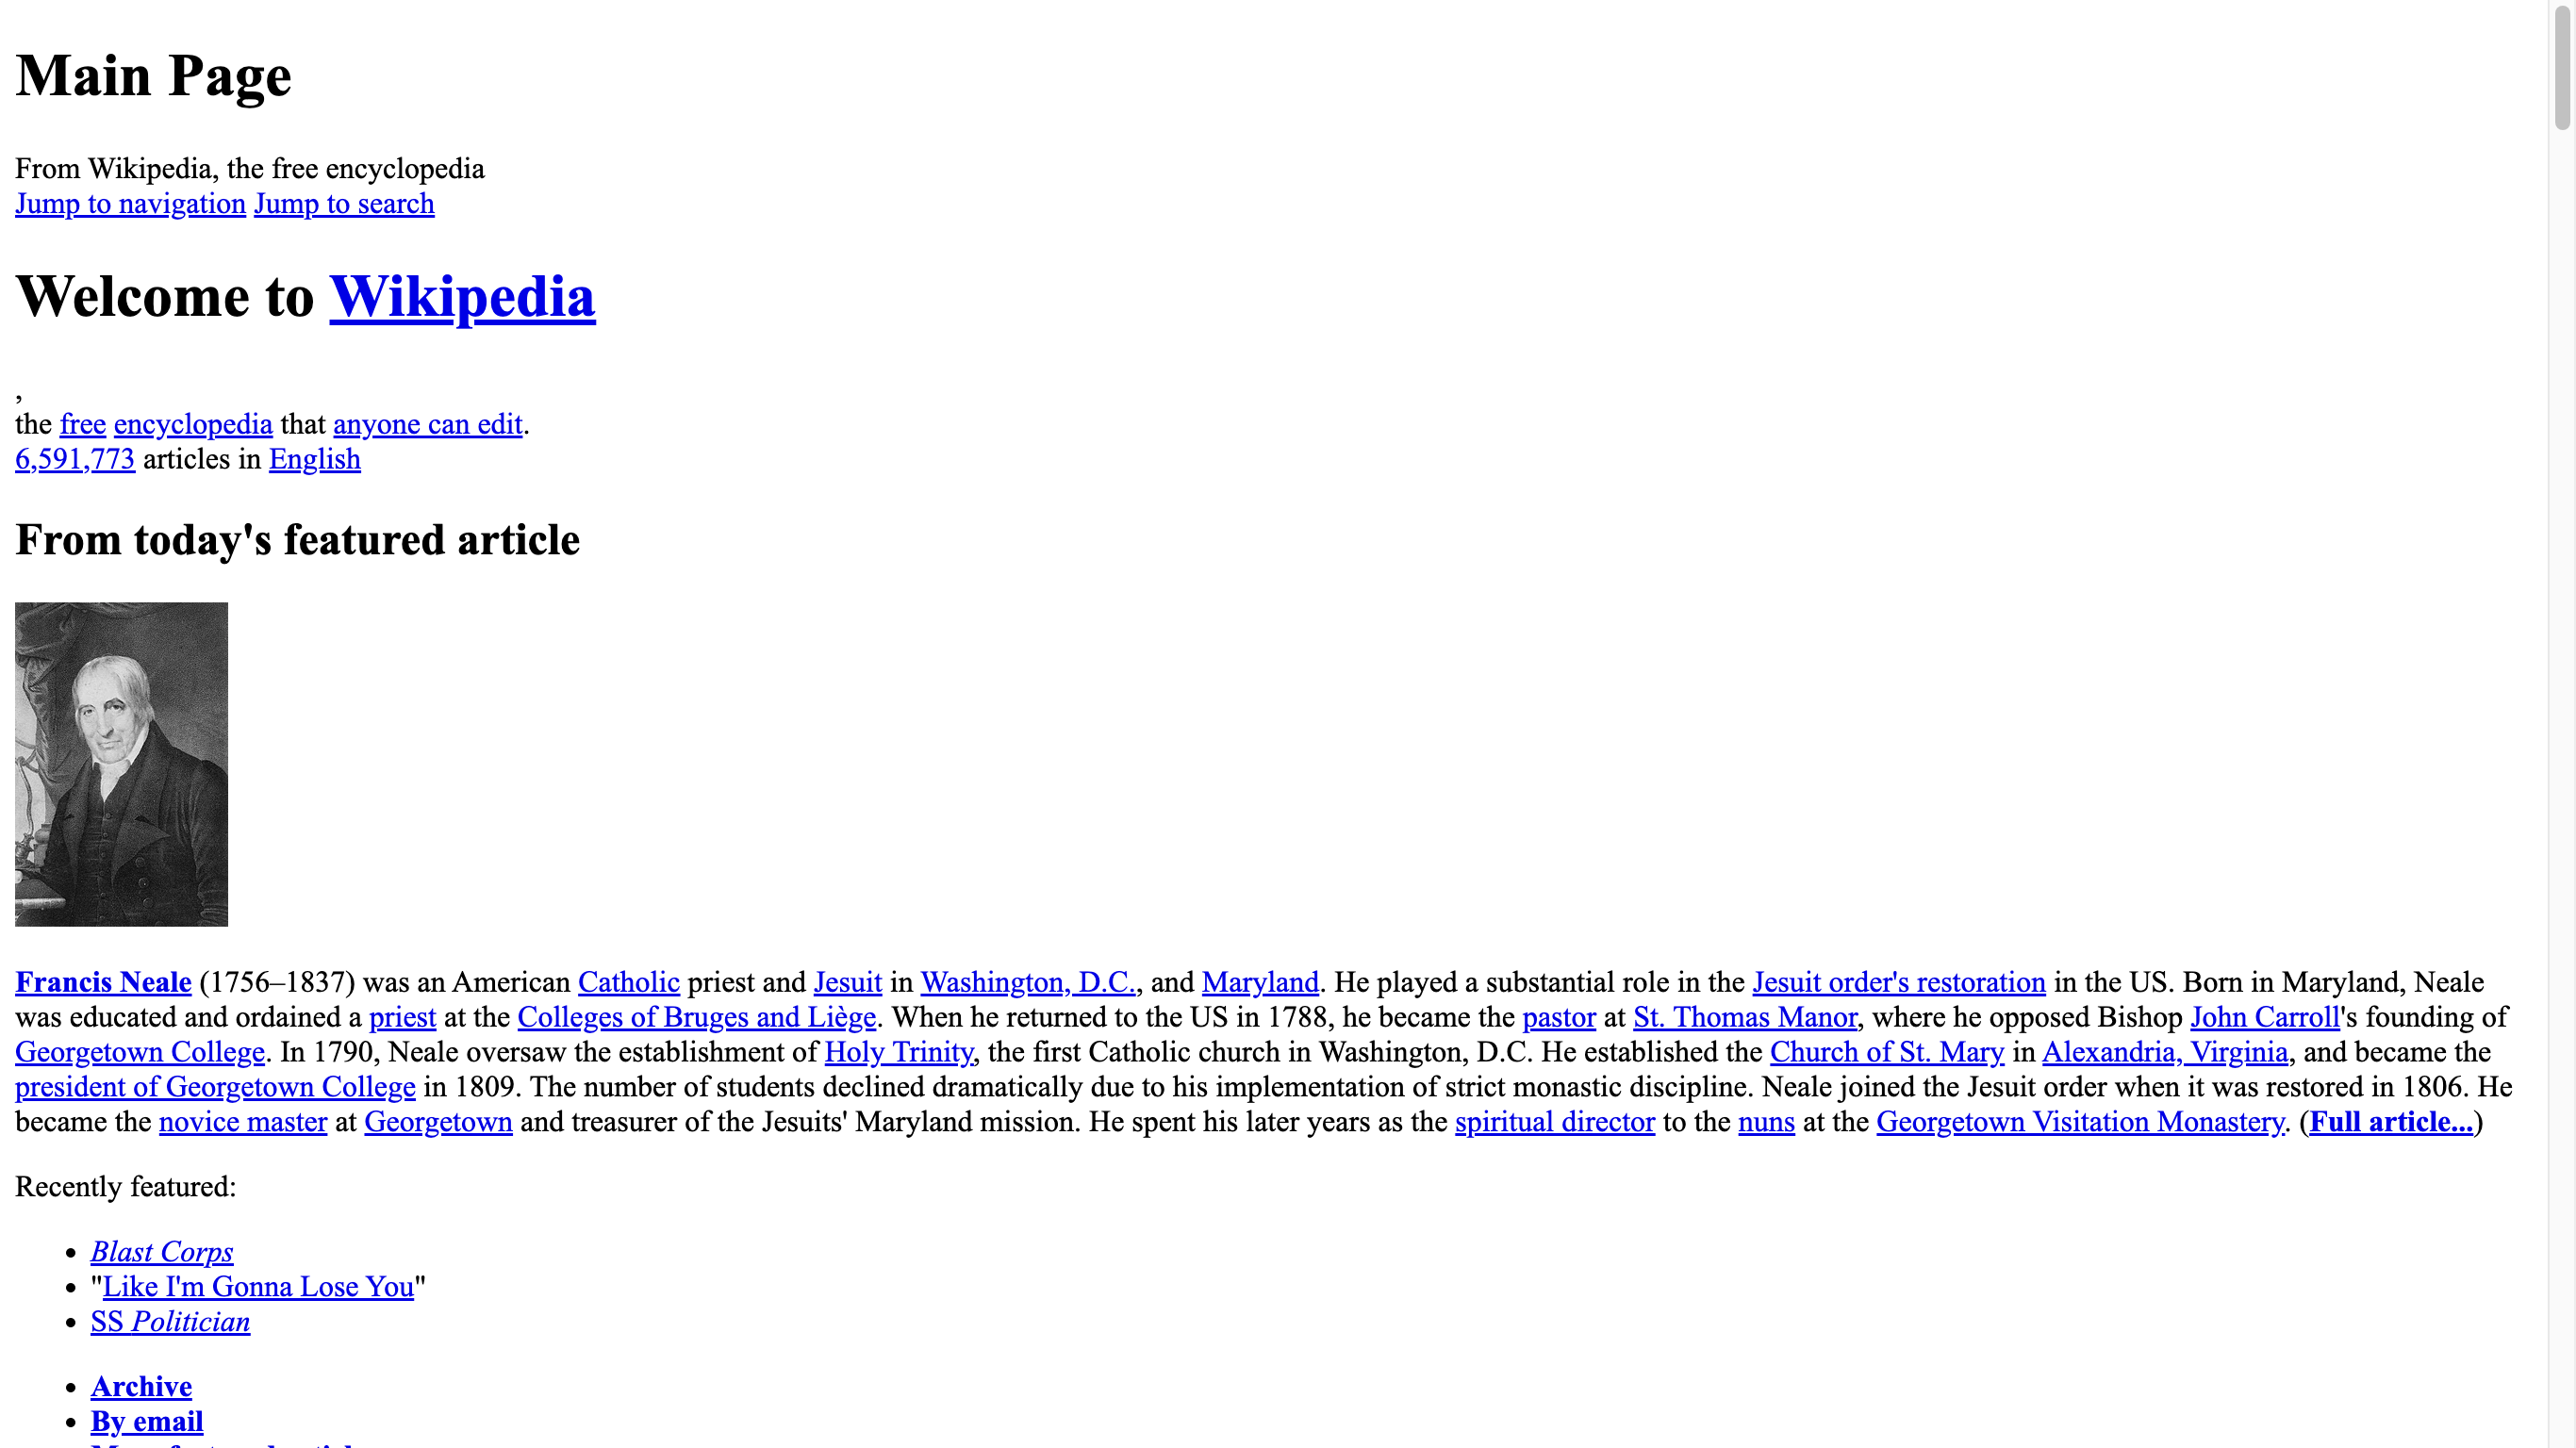 Main Page
From Wikipedia, the free encyclopedia
Jump to navigation Jump to search
Welcome to Wikipedia
,
the free encyclopedia that anyone can edit.
6,591,773 articles in English
From today's featured article
Francis Neale (1756–1837) was an American Catholic priest and Jesuit in Washington, D.C., and Maryland. He played a substantial role in the Jesuit order's restoration in the US. Born in Maryland, Neale
was educated and ordained a priest at the Colleges of Bruges and Liège. When he returned to the US in 1788, he became the pastor at St. Thomas Manor, where he opposed Bishop John Carroll's founding of
Georgetown College. In 1790, Neale oversaw the establishment of Holy Trinity, the first Catholic church in Washington, D.C. He established the Church of St. Mary in Alexandria, Virginia, and became the
president of Georgetown College in 1809. The number of students declined dramatically due to his implementation of strict monastic discipline. Neale joined the Jesuit order when it was restored in 1806. He
became the novice master at Georgetown and treasurer of the Jesuits' Maryland mission. He spent his later years as the spiritual director to the nuns at the Georgetown Visitation Monastery. (Full article...)
Recently featured:
Blast Corps
"Like I'm Gonna Lose You"
SS Politician
Archive
By email